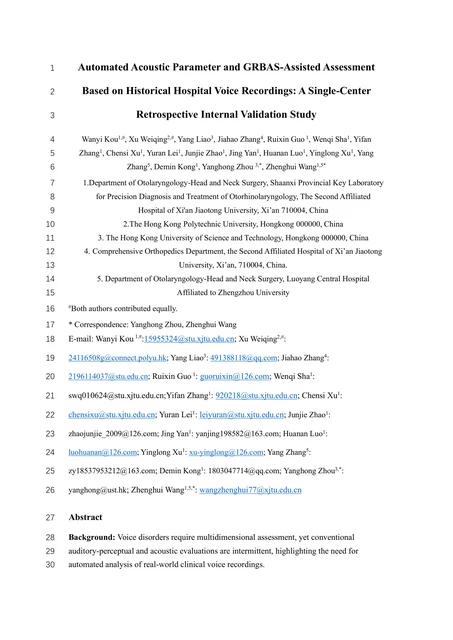 1 Automated Acoustic Parameter and GRBAS-Assisted Assessment
2 Based on Historical Hospital Voice Recordings: A Single-Center
3 Retrospective Internal Validation Study
4 Wanyi Kou1,#, Xu Weiqing2,#, Yang Liao3, Jiahao Zhang4, Ruixin Guo 1, Wenqi Sha1, Yifan
5 Zhang1, Chensi Xu1, Yuran Lei1, Junjie Zhao1, Jing Yan1, Huanan Luo1, Yinglong Xu1, Yang
6 Zhang5, Demin Kong1, Yanghong Zhou 3,*, Zhenghui Wang1,5*
7 1.Department of Otolaryngology-Head and Neck Surgery, Shaanxi Provincial Key Laboratory
8 for Precision Diagnosis and Treatment of Otorhinolaryngology, The Second Affiliated
9 Hospital of Xi'an Jiaotong University, Xi'an 710004, China
10 2.The Hong Kong Polytechnic University, Hongkong 000000, China
11 3. The Hong Kong University of Science and Technology, Hongkong 000000, China
12 4. Comprehensive Orthopedics Department, the Second Affiliated Hospital of Xi'an Jiaotong
13 University, Xi'an, 710004, China.
14 5. Department of Otolaryngology-Head and Neck Surgery, Luoyang Central Hospital
15 Affiliated to Zhengzhou University
16 #Both authors contributed equally.
17 * Correspondence: Yanghong Zhou, Zhenghui Wang
18 E-mail: Wanyi Kou 1,#:15955324@stu.xjtu.edu.cn; Xu Weiqing2,#:
19 24116508g@connect.polyu.hk; Yang Liao3: 491388118@qq.com; Jiahao Zhang4:
20 2196114037@stu.edu.cn; Ruixin Guo 1: guoruixin@126.com; Wenqi Sha1:
21 swq010624@stu.xjtu.edu.cn;Yifan Zhang1: 920218@stu.xjtu.edu.cn; Chensi Xu1:
22 chensixu@stu.xjtu.edu.cn; Yuran Lei1: leiyuran@stu.xjtu.edu.cn; Junjie Zhao1:
23 zhaojunjie_2009@126.com; Jing Yan1: yanjing198582@163.com; Huanan Luo1:
24 luohuanan@126.com; Yinglong Xu1: xu-yinglong@126.com; Yang Zhang5:
25 zy18537953212@163.com; Demin Kong1: 1803047714@qq.com; Yanghong Zhou3,*:
26 yanghong@ust.hk; Zhenghui Wang1,5,*: wangzhenghui77@xjtu.edu.cn
27 Abstract
28 Background: Voice disorders require multidimensional assessment, yet conventional
29 auditory-perceptual and acoustic evaluations are intermittent, highlighting the need for
30 automated analysis of real-world clinical voice recordings.